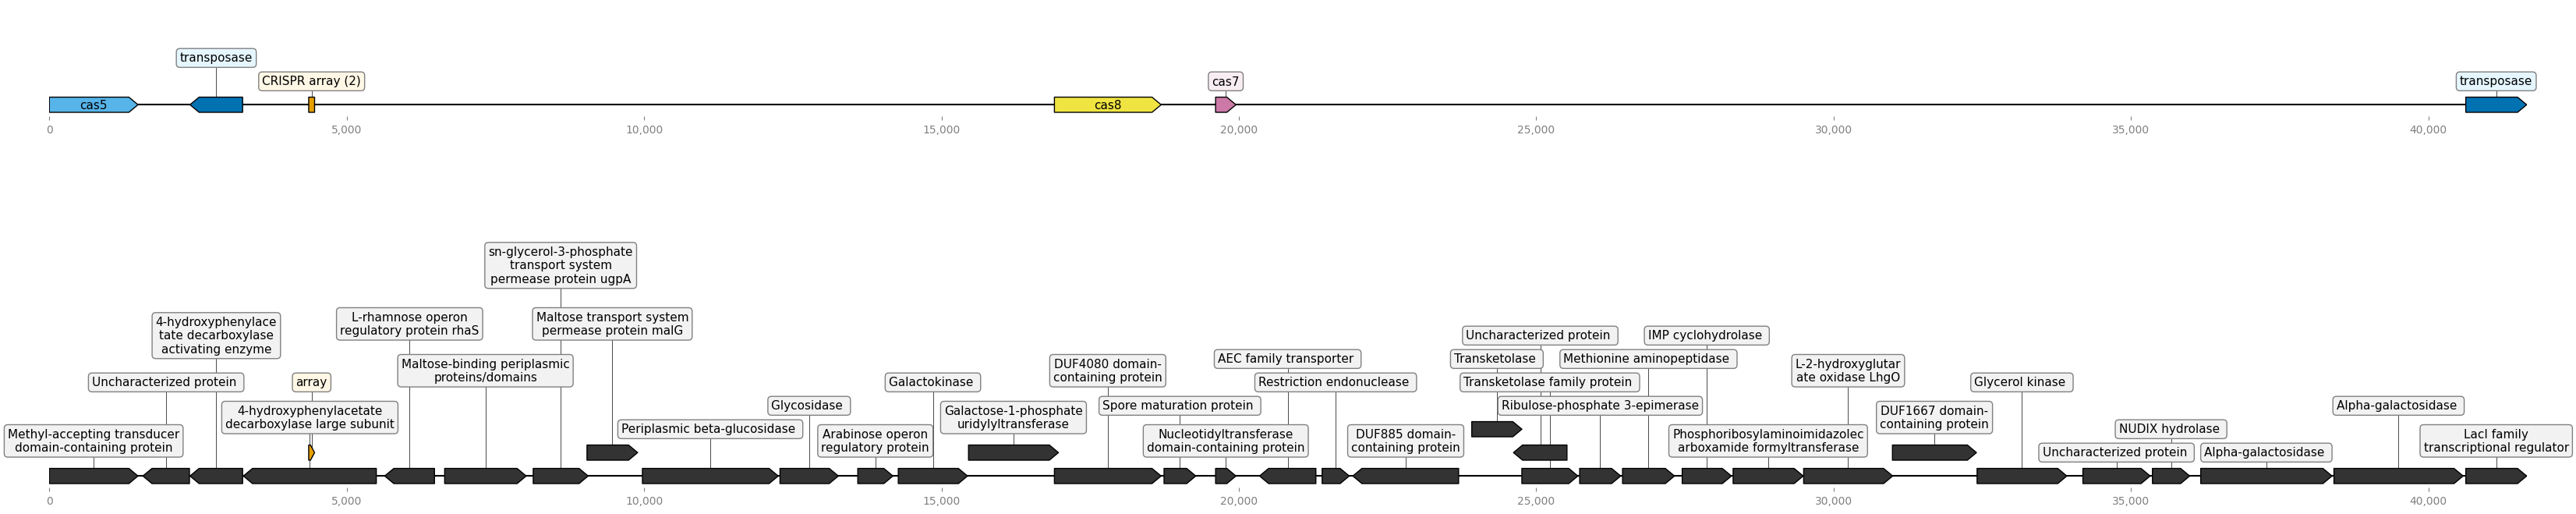 transposase
CRISPR array (2)
cas7
transposase
cas5
cas8
0
5,000
10,000
15,000
20,000
25,000
30,000
35,000
40,000
sn-glycerol-3-phosphate
transport system
permease protein ugpA
4-hydroxyphenylace
tate decarboxylase
activating enzyme
L-rhamnose operon
regulatory protein rhaS
Maltose transport system
permease protein malG
Uncharacterized protein
IMP cyclohydrolase
Maltose-binding periplasmic
proteins/domains
DUF4080 domain-
containing protein
AEC family transporter
Transketolase
Methionine aminopeptidase
L-2-hydroxyglutar
ate oxidase LhgO
Uncharacterized protein
array
Galactokinase
Restriction endonuclease
Transketolase family protein
Glycerol kinase
4-hydroxyphenylacetate
decarboxylase large subunit
Glycosidase
Galactose-1-phosphate
uridylyltransferase
Spore maturation protein
Ribulose-phosphate 3-epimerase
DUF1667 domain-
containing protein
Alpha-galactosidase
Methyl-accepting transducer
domain-containing protein
Periplasmic beta-glucosidase
Arabinose operon
regulatory protein
Nucleotidyltransferase
domain-containing protein
DUF885 domain-
containing protein
Phosphoribosylaminoimidazolec
arboxamide formyltransferase
NUDIX hydrolase
Uncharacterized protein
Alpha-galactosidase
LacI family
transcriptional regulator
0
5,000
10,000
15,000
20,000
25,000
30,000
35,000
40,000